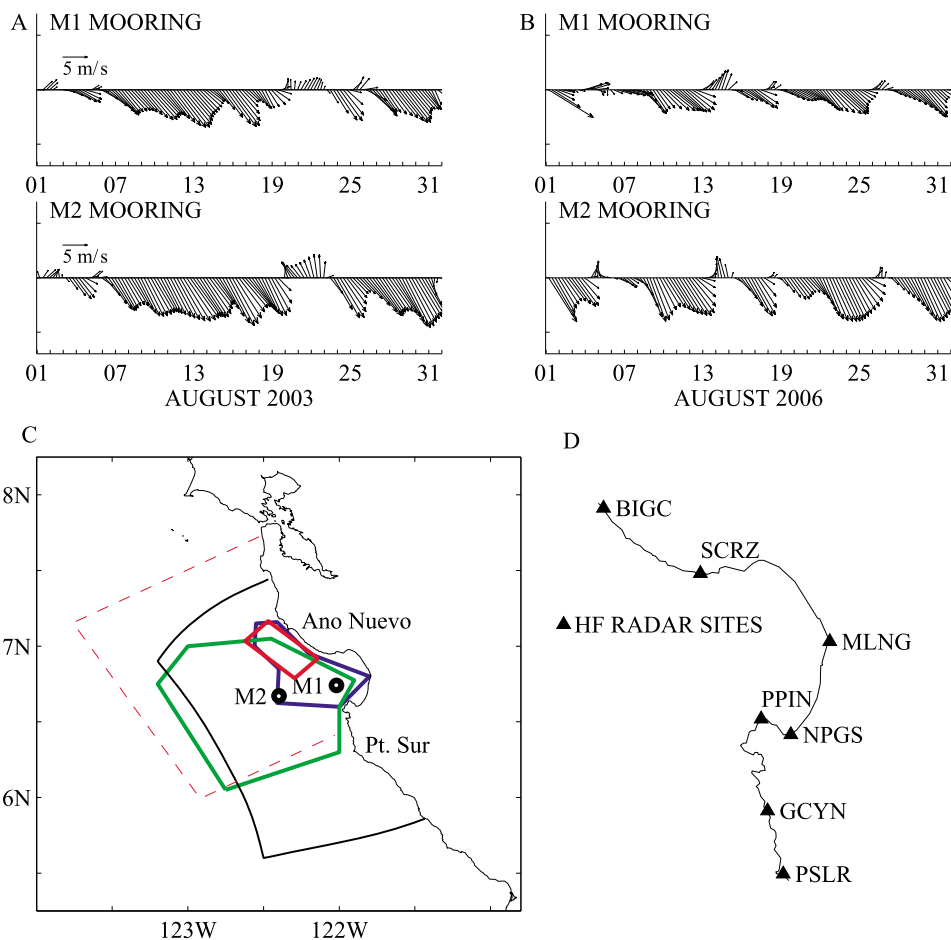 A
M1 MOORING
5 m/s
01 07 13 19 25 31
M2 MOORING
5 m/s
01 07 13 19 25 31
AUGUST 2003
B
M1 MOORING
01 07 13 19 25 31
M2 MOORING
01 07 13 19 25 31
AUGUST 2006
C
8N
7N
6N
Ano Nuevo
M2
M1
Pt. Sur
123W 122W
D
BIGC
SCRZ
HF RADAR SITES
MLNG
PPIN
NPGS
GCYN
PSLR